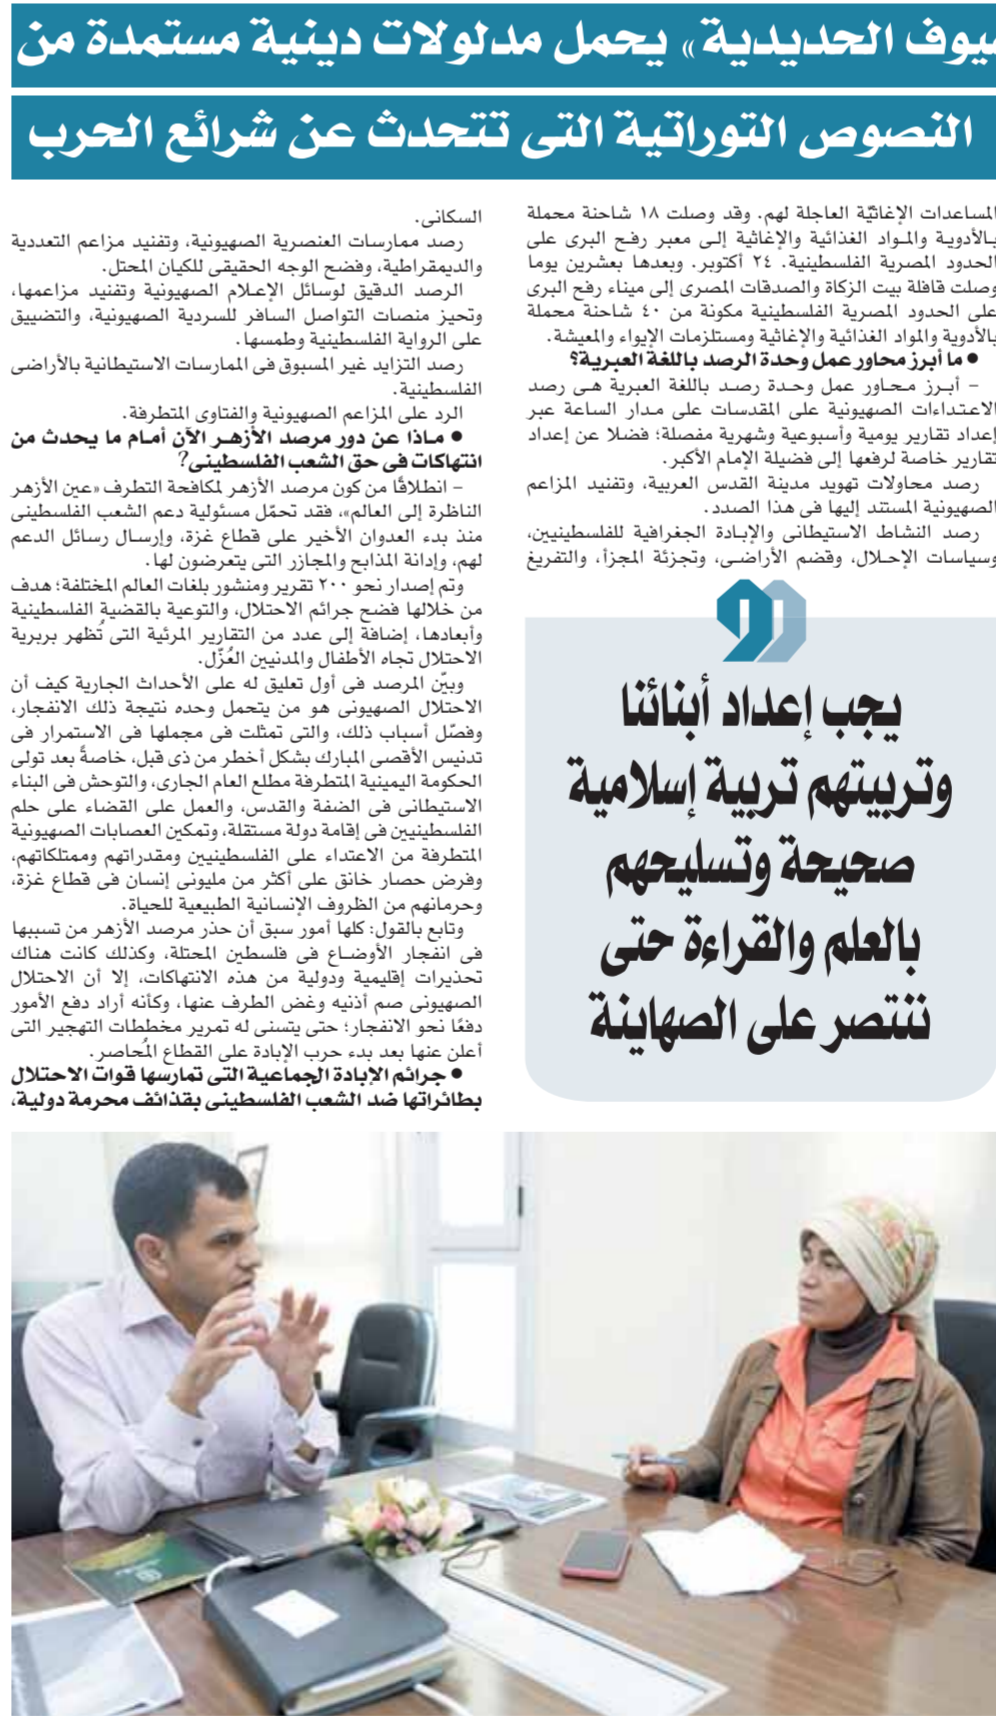 ـيوف الحديدية» يحمل مدلولات دينية مستمدة من
النصوص التوراتية التى تتحدث عن شرائع الحرب
المساعدات الإغاثيّة العاجلة لهم. وقد وصلت ١٨ شاحنة محملة
بالأدوية والمواد الغذائية والإغاثية إلى معبر رفح البرى على
الحدود المصرية الفلسطينية. ٢٤ أكتوبر. وبعدها بعشرين يوما
وصلت قافلة بيت الزكاة والصدقات المصرى إلى ميناء رفح البرى
على الحدود المصرية الفلسطينية مكونة من ٤٠ شاحنة محملة
بالأدوية والمواد الغذائية والإغاثية ومستلزمات الإيواء والمعيشة.
● ما أبرز محاور عمل وحدة الرصد باللغة العبرية؟
– أبرز محاور عمل وحدة رصد باللغة العبرية هى رصد
الاعتداءات الصهيونية على المقدسات على مدار الساعة عبر
إعداد تقارير يومية وأسبوعية وشهرية مفصلة؛ فضلا عن إعداد
تقارير خاصة لرفعها إلى فضيلة الإمام الأكبر.
رصد محاولات تهويد مدينة القدس العربية، وتفنيد المزاعم
الصهيونية المستند إليها فى هذا الصدد.
رصد النشاط الاستيطانى والإبادة الجغرافية للفلسطينيين،
وسياسات الإحلال، وقضم الأراضى، وتجزئة المجزأ، والتفريغ
يجب إعداد أبنائنا
وتربيتهم تربية إسلامية
صحيحة وتسليحهم
بالعلم والقراءة حتى
ننتصر على الصهاينة
السكانى.
رصد ممارسات العنصرية الصهيونية، وتفنيد مزاعم التعددية
والديمقراطية، وفضح الوجه الحقيقى للكيان المحتل.
الرصد الدقيق لوسائل الإعلام الصهيونية وتفنيد مزاعمها،
وتحيز منصات التواصل السافر للسردية الصهيونية، والتضييق
على الرواية الفلسطينية وطمسها.
رصد التزايد غير المسبوق فى الممارسات الاستيطانية بالأراضى
الفلسطينية.
الرد على المزاعم الصهيونية والفتاوى المتطرفة.
● ماذا عن دور مرصد الأزهر الآن أمام ما يحدث من
انتهاكات فى حق الشعب الفلسطينى؟
– انطلاقًا من كون مرصد الأزهر لمكافحة التطرف «عين الأزهر
الناظرة إلى العالم»، فقد تحمّل مسئولية دعم الشعب الفلسطينى
منذ بدء العدوان الأخير على قطاع غزة، وإرسال رسائل الدعم
لهم، وإدانة المذابح والمجازر التى يتعرضون لها.
وتم إصدار نحو ٢٠٠ تقرير ومنشور بلغات العالم المختلفة؛ هدف
من خلالها فضح جرائم الاحتلال، والتوعية بالقضية الفلسطينية
وأبعادها، إضافة إلى عدد من التقارير المرئية التى تُظهر بربرية
الاحتلال تجاه الأطفال والمدنيين العُزّل.
وبيّن المرصد فى أول تعليق له على الأحداث الجارية كيف أن
الاحتلال الصهيونى هو من يتحمل وحده نتيجة ذلك الانفجار،
وفصّل أسباب ذلك، والتى تمثلت فى مجملها فى الاستمرار فى
تدنيس الأقصى المبارك بشكل أخطر من ذى قبل، خاصةً بعد تولى
الحكومة اليمينية المتطرفة مطلع العام الجارى، والتوحش فى البناء
الاستيطانى فى الضفة والقدس، والعمل على القضاء على حلم
الفلسطينيين فى إقامة دولة مستقلة، وتمكين العصابات الصهيونية
المتطرفة من الاعتداء على الفلسطينيين ومقدراتهم وممتلكاتهم،
وفرض حصار خانق على أكثر من مليونى إنسان فى قطاع غزة،
وحرمانهم من الظروف الإنسانية الطبيعية للحياة.
وتابع بالقول: كلها أمور سبق أن حذر مرصد الأزهر من تسببها
فى انفجار الأوضاع فى فلسطين المحتلة، وكذلك كانت هناك
تحذيرات إقليمية ودولية من هذه الانتهاكات، إلا أن الاحتلال
الصهيونى صم أذنيه وغض الطرف عنها، وكأنه أراد دفع الأمور
دفعًا نحو الانفجار؛ حتى يتسنى له تمرير مخططات التهجير التى
أعلن عنها بعد بدء حرب الإبادة على القطاع المُحاصر.
● جرائم الإبادة الجماعية التى تمارسها قوات الاحتلال
بطائراتها ضد الشعب الفلسطينى بقذائف محرمة دولية،